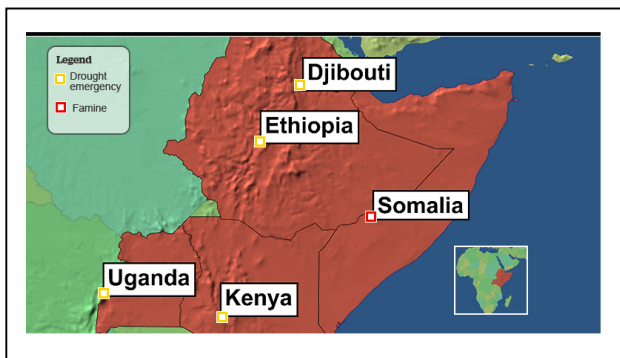 Legend
Drought
emergency
Famine
Djibouti
Ethiopia
Somalia
Uganda
Kenya